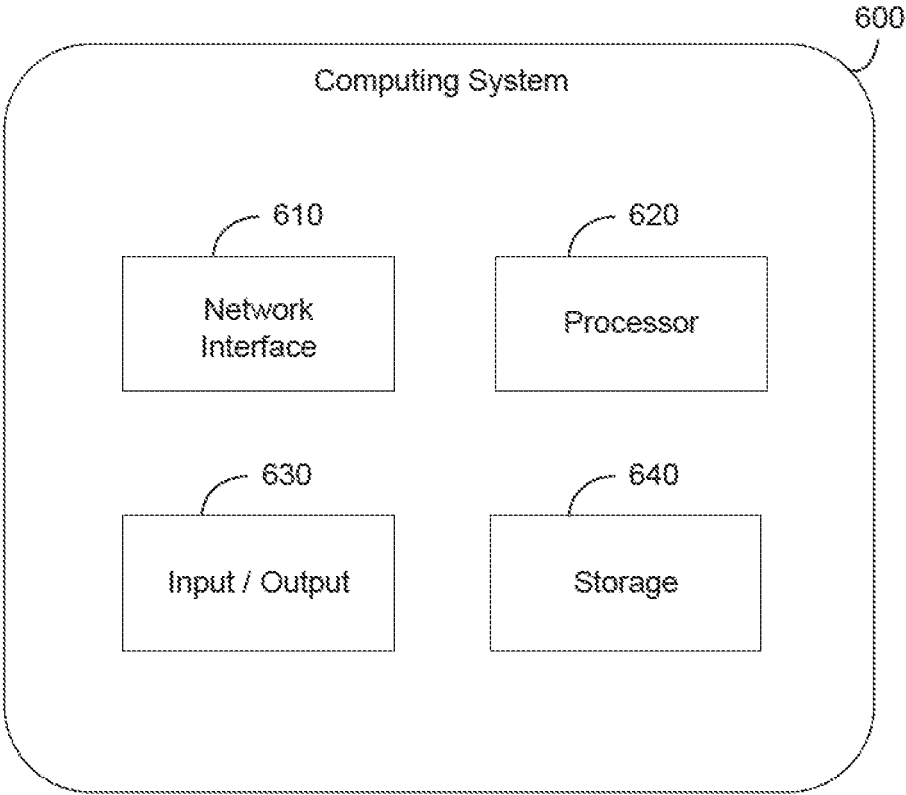 600
Computing System
610
620
Network
Interface
Processor
630
640
Input / Output
Storage